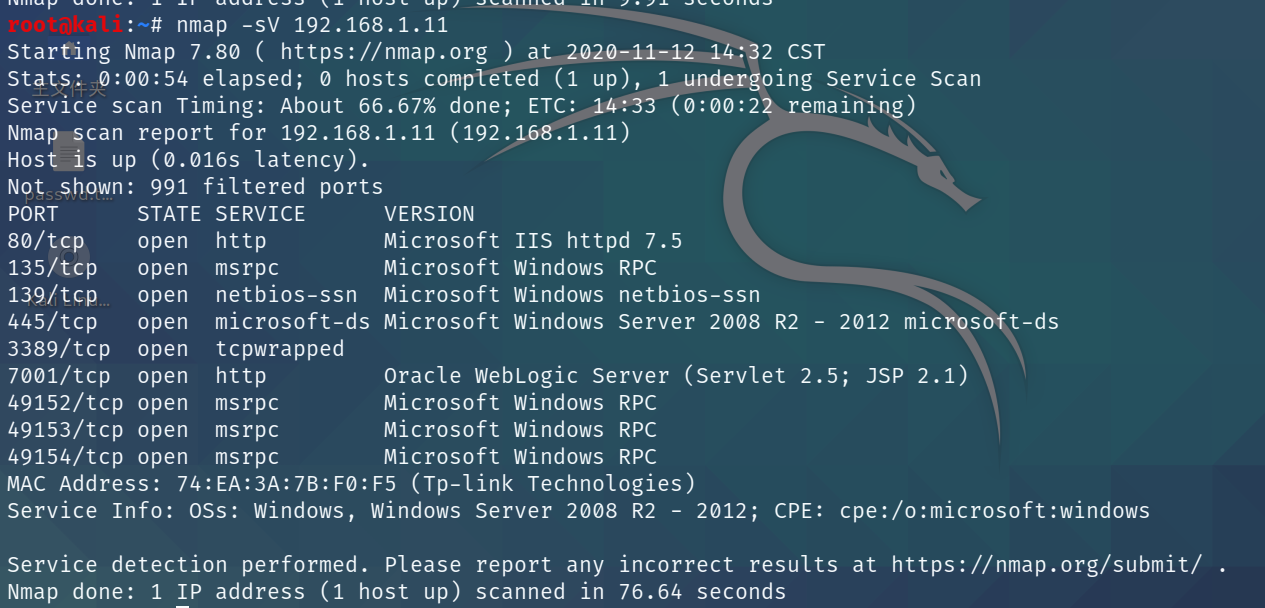 Nmap done: 1 IP address (1 host up) scanned in 9.91 seconds
root@kali:~# nmap -sV 192.168.1.11
Starting Nmap 7.80 ( https://nmap.org ) at 2020-11-12 14:32 CST
Stats: 0:00:54 elapsed; 0 hosts completed (1 up), 1 undergoing Service Scan
主文件夹
Service scan Timing: About 66.67% done; ETC: 14:33 (0:00:22 remaining)
Nmap scan report for 192.168.1.11 (192.168.1.11)
Host is up (0.016s latency).
Not shown: 991 filtered ports
passwd.t...
PORT      STATE SERVICE      VERSION
80/tcp    open  http         Microsoft IIS httpd 7.5
135/tcp   open  msrpc        Microsoft Windows RPC
139/tcp   open  netbios-ssn  Microsoft Windows netbios-ssn
Kali Linu...
445/tcp   open  microsoft-ds Microsoft Windows Server 2008 R2 - 2012 microsoft-ds
3389/tcp  open  tcpwrapped
7001/tcp  open  http         Oracle WebLogic Server (Servlet 2.5; JSP 2.1)
49152/tcp open  msrpc        Microsoft Windows RPC
49153/tcp open  msrpc        Microsoft Windows RPC
49154/tcp open  msrpc        Microsoft Windows RPC
MAC Address: 74:EA:3A:7B:F0:F5 (Tp-link Technologies)
Service Info: OSs: Windows, Windows Server 2008 R2 - 2012; CPE: cpe:/o:microsoft:windows
Service detection performed. Please report any incorrect results at https://nmap.org/submit/ .
Nmap done: 1 IP address (1 host up) scanned in 76.64 seconds